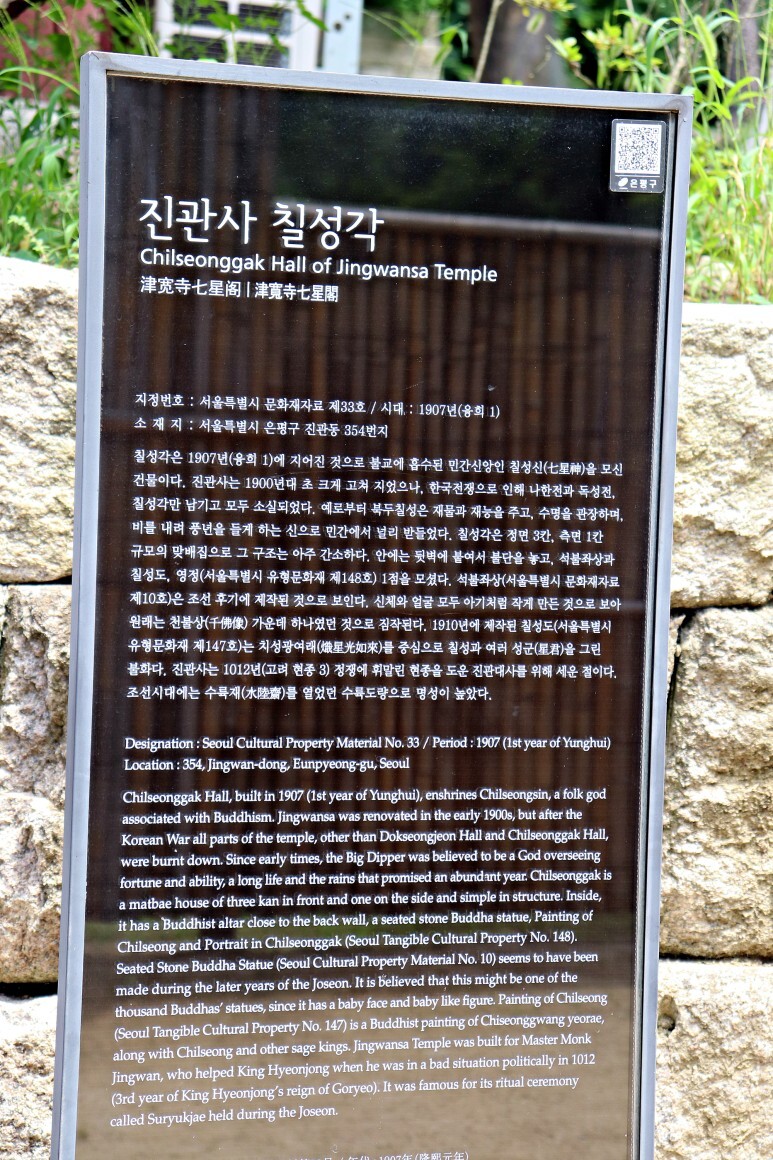 은평구
진관사 칠성각
Chilseonggak Hall of Jingwansa Temple
津宽寺七星阁 | 津寬寺七星閣
지정번호 : 서울특별시 문화재자료 제33호 / 시대 : 1907년(융희 1)
소 재 지 : 서울특별시 은평구 진관동 354번지
칠성각은 1907년(융희 1)에 지어진 것으로 불교에 흡수된 민간신앙인 칠성신(七星神)을 모신
건물이다. 진관사는 1900년대 초 크게 고쳐 지었으나, 한국전쟁으로 인해 나한전과 독성전,
칠성각만 남기고 모두 소실되었다. 예로부터 북두칠성은 재물과 재능을 주고, 수명을 관장하며,
비를 내려 풍년을 들게 하는 신으로 민간에서 널리 받들었다. 칠성각은 정면 3칸, 측면 1칸
규모의 맞배집으로 그 구조는 아주 간소하다. 안에는 뒷벽에 붙여서 불단을 놓고, 석불좌상과
칠성도, 영정(서울특별시 유형문화재 제148호) 1점을 모셨다. 석불좌상(서울특별시 문화재자료
제10호)은 조선 후기에 제작된 것으로 보인다. 신체와 얼굴 모두 아기처럼 작게 만든 것으로 보아
원래는 천불상(千佛像) 가운데 하나였던 것으로 짐작된다. 1910년에 제작된 칠성도(서울특별시
유형문화재 제147호)는 치성광여래(熾星光如來)를 중심으로 칠성과 여러 성군(星君)을 그린
불화다. 진관사는 1012년(고려 현종 3) 정쟁에 휘말린 현종을 도운 진관대사를 위해 세운 절이다.
조선시대에는 수륙재(水陸齋)를 열었던 수륙도량으로 명성이 높았다.
Designation : Seoul Cultural Property Material No. 33 / Period : 1907 (1st year of Yunghui)
Location : 354, Jingwan-dong, Eunpyeong-gu, Seoul
Chilseonggak Hall, built in 1907 (1st year of Yunghui), enshrines Chilseongsin, a folk god
associated with Buddhism. Jingwansa was renovated in the early 1900s, but after the
Korean War all parts of the temple, other than Dokseongjeon Hall and Chilseonggak Hall,
were burnt down. Since early times, the Big Dipper was believed to be a God overseeing
fortune and ability, a long life and the rains that promised an abundant year. Chilseonggak is
a matbae house of three kan in front and one on the side and simple in structure. Inside,
it has a Buddhist altar close to the back wall, a seated stone Buddha statue, Painting of
Chilseong and Portrait in Chilseonggak (Seoul Tangible Cultural Property No. 148).
Seated Stone Buddha Statue (Seoul Cultural Property Material No. 10) seems to have been
made during the later years of the Joseon. It is believed that this might be one of the
thousand Buddhas' statues, since it has a baby face and baby like figure. Painting of Chilseong
(Seoul Tangible Cultural Property No. 147) is a Buddhist painting of Chiseonggwang yeorae,
along with Chilseong and other sage kings. Jingwansa Temple was built for Master Monk
Jingwan, who helped King Hyeonjong when he was in a bad situation politically in 1012
(3rd year of King Hyeonjong's reign of Goryeo). It was famous for its ritual ceremony
called Suryukjae held during the Joseon.
1907年(隆熙元年)